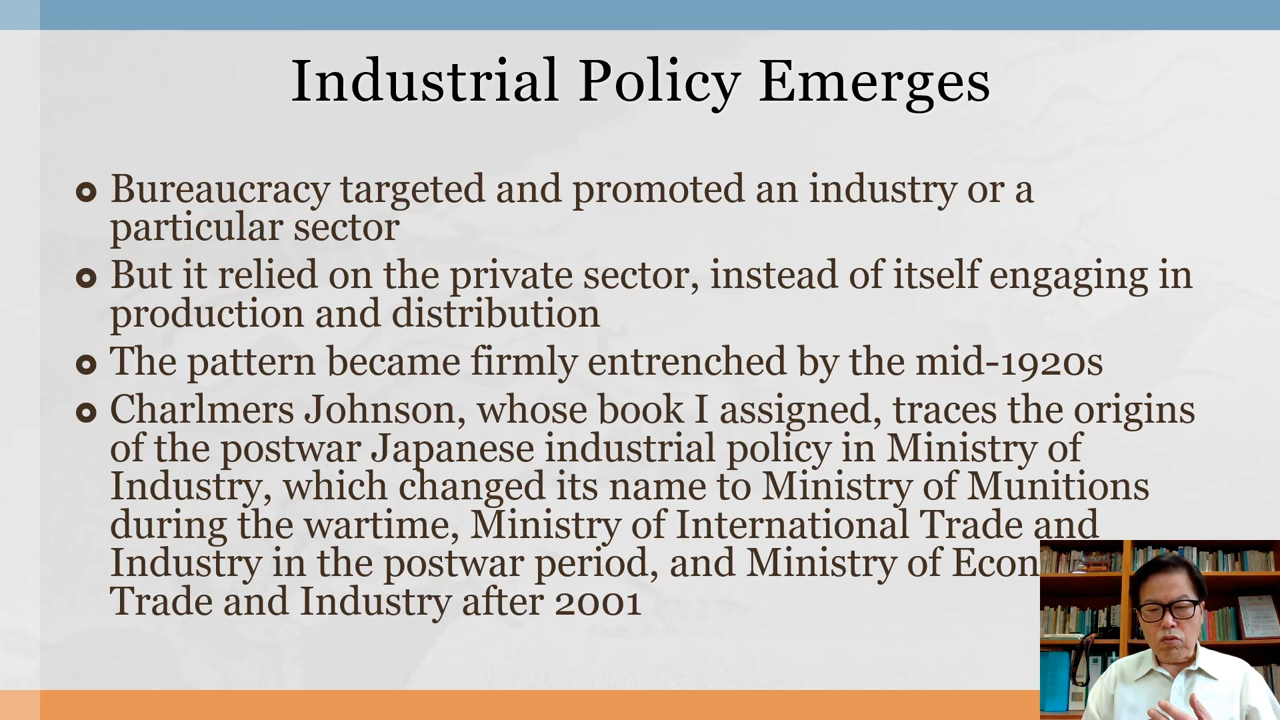 Industrial Policy Emerges
Bureaucracy targeted and promoted an industry or a
particular sector
But it relied on the private sector, instead of itself engaging in
production and distribution
The pattern became firmly entrenched by the mid-1920s
Charlmers Johnson, whose book I assigned, traces the origins
of the postwar Japanese industrial policy in Ministry of
Industry, which changed its name to Ministry of Munitions
during the wartime, Ministry of International Trade and
Industry in the postwar period, and Ministry of Econ
Trade and Industry after 2001